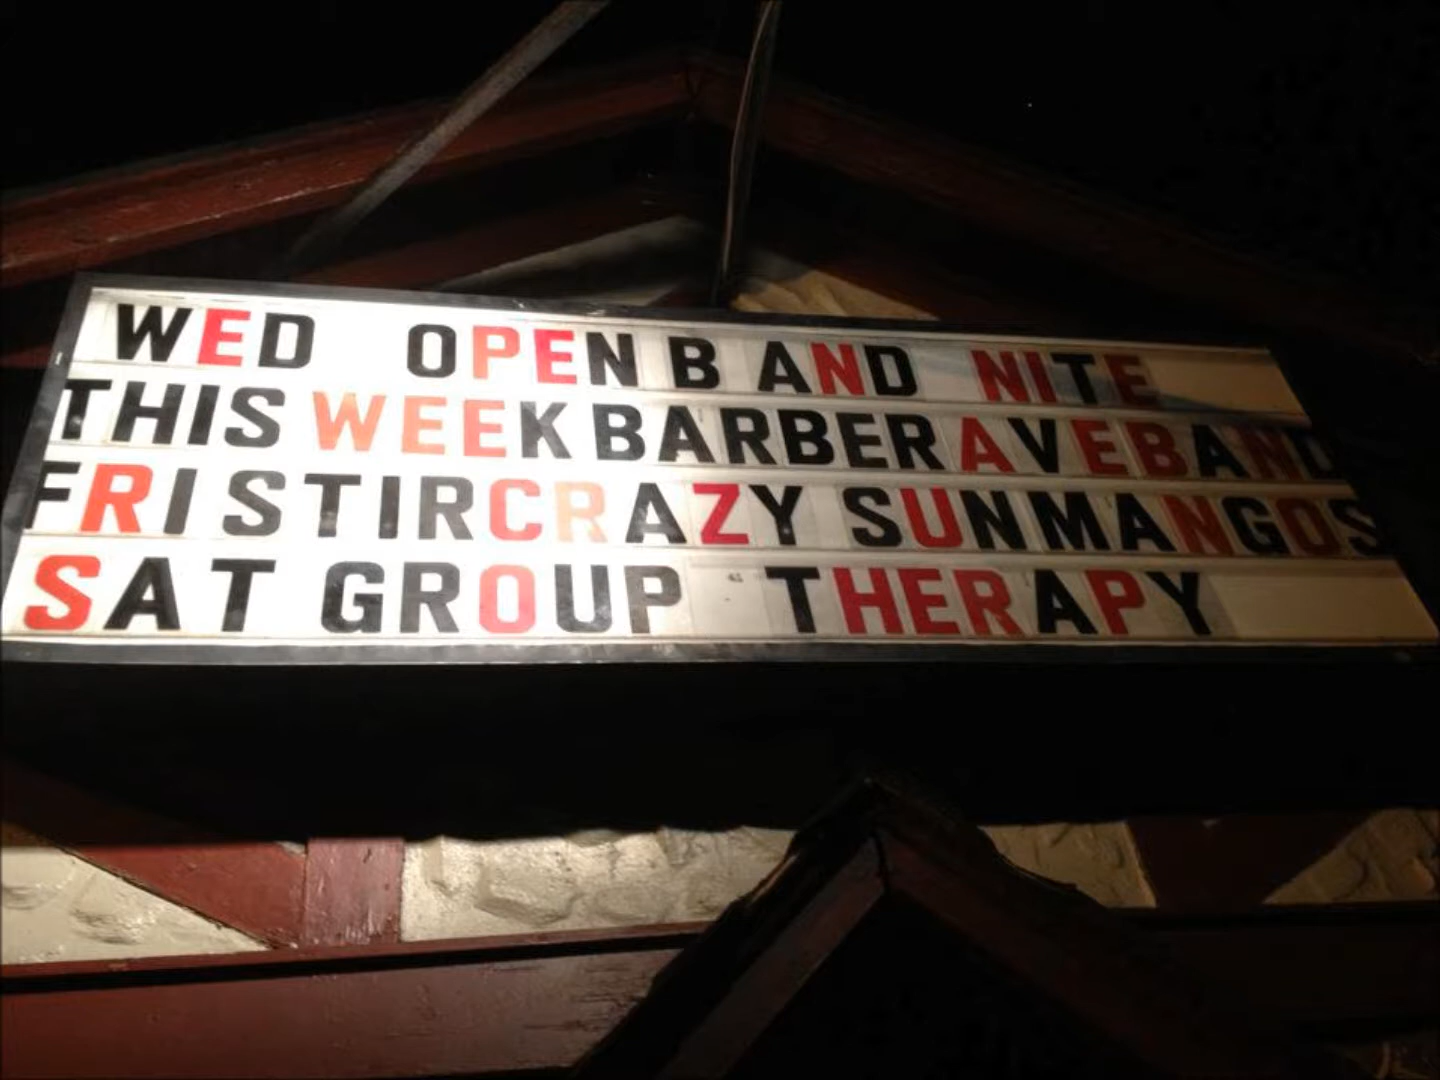 WED OPEN BAND NITE
THIS WEEK BARBER AVE BAND
FRI STIR CRAZY SUN MANGOS
SAT GROUP THERAPY